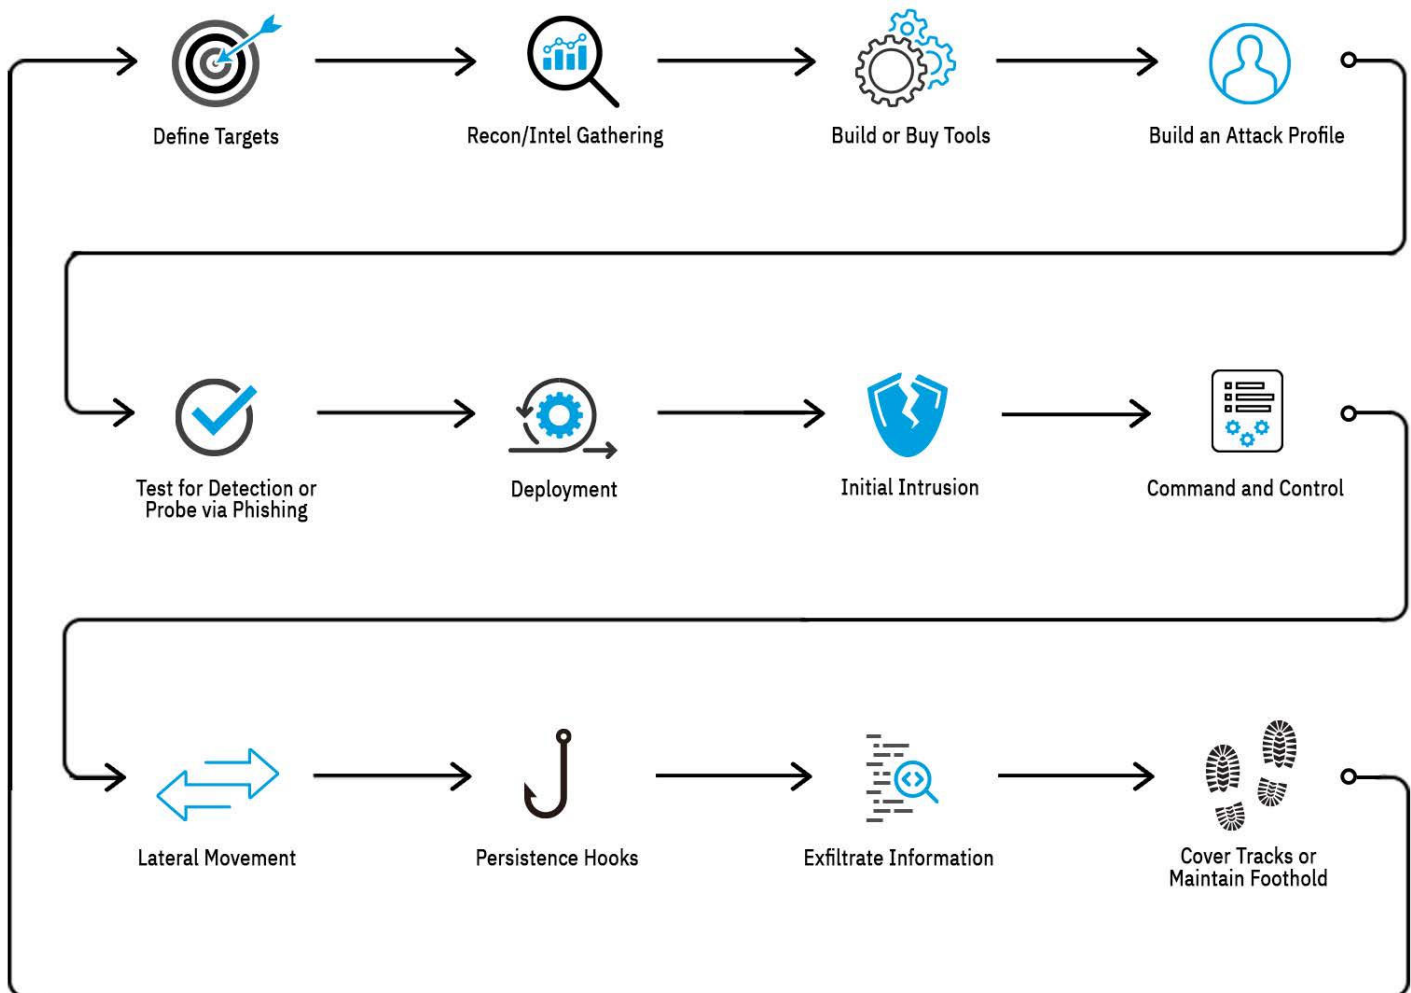 Define Targets
Recon/Intel Gathering
Build or Buy Tools
Build an Attack Profile
Test for Detection or
Probe via Phishing
Deployment
Initial Intrusion
Command and Control
Lateral Movement
Persistence Hooks
Exfiltrate Information
Cover Tracks or
Maintain Foothold